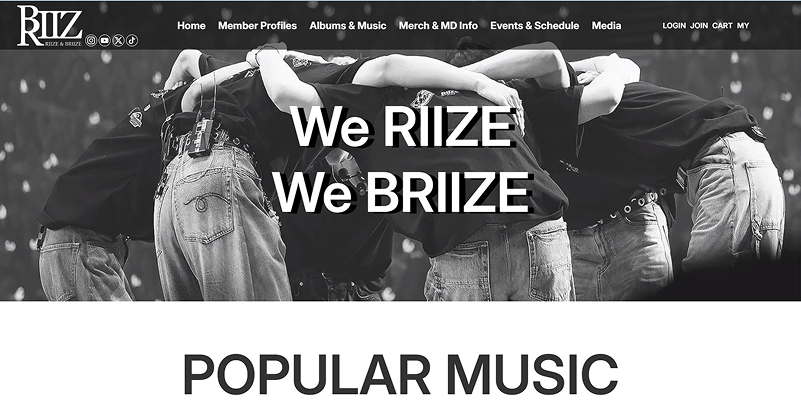 BRIIZ
RIIZE & BRIIZE
Home Member Profiles Albums & Music Merch & MD Info Events & Schedule Media
LOGIN JOIN CART MY
We RIIZE
We BRIIZE
POPULAR MUSIC